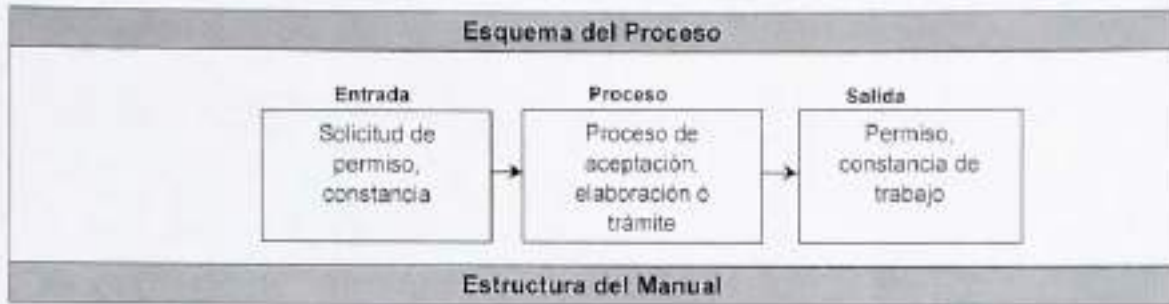 Esquema del Proceso
Entrada
Solicitud de
permiso,
constancia
Proceso
Proceso de
aceptación,
elaboración ó
trámite
Salida
Permiso,
constancia de
trabajo
Estructura del Manual